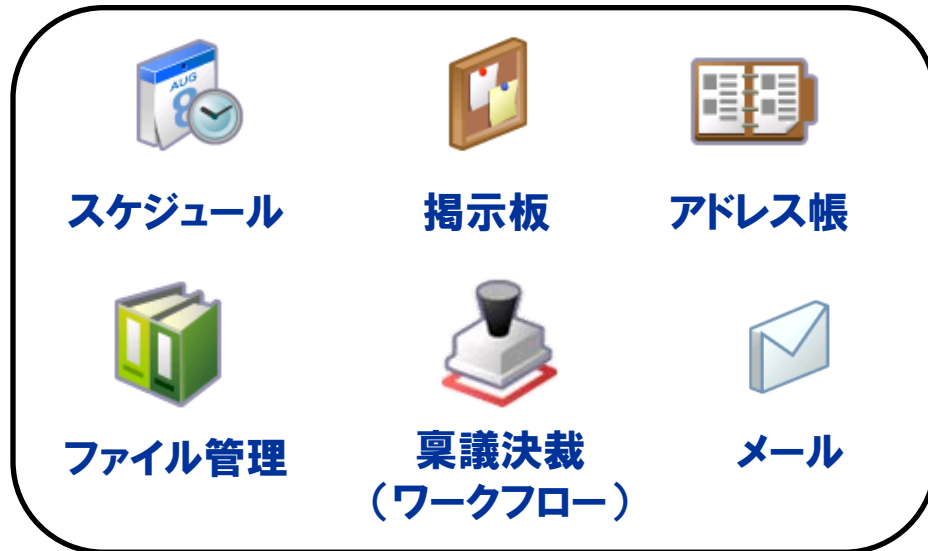 AUG
8
スケジュール
掲示板
アドレス帳
ファイル管理
稟議決裁
（ワークフロー）
メール